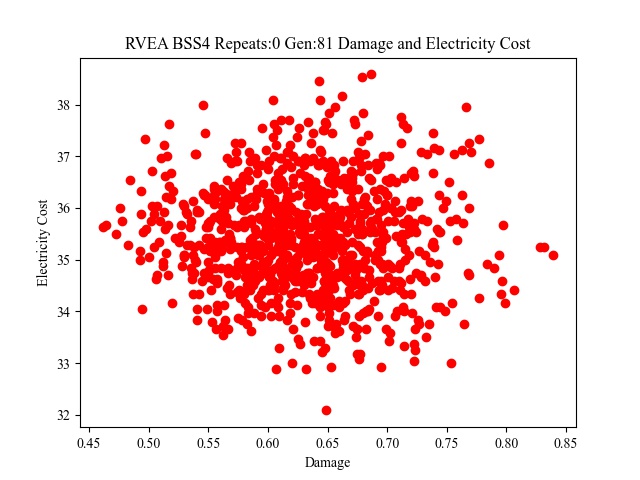 RVEA BSS4 Repeats:0 Gen:81 Damage and Electricity Cost
38
37
36
35
34
33
32
Electricity Cost
0.45 0.50 0.55 0.60 0.65 0.70 0.75 0.80 0.85
Damage